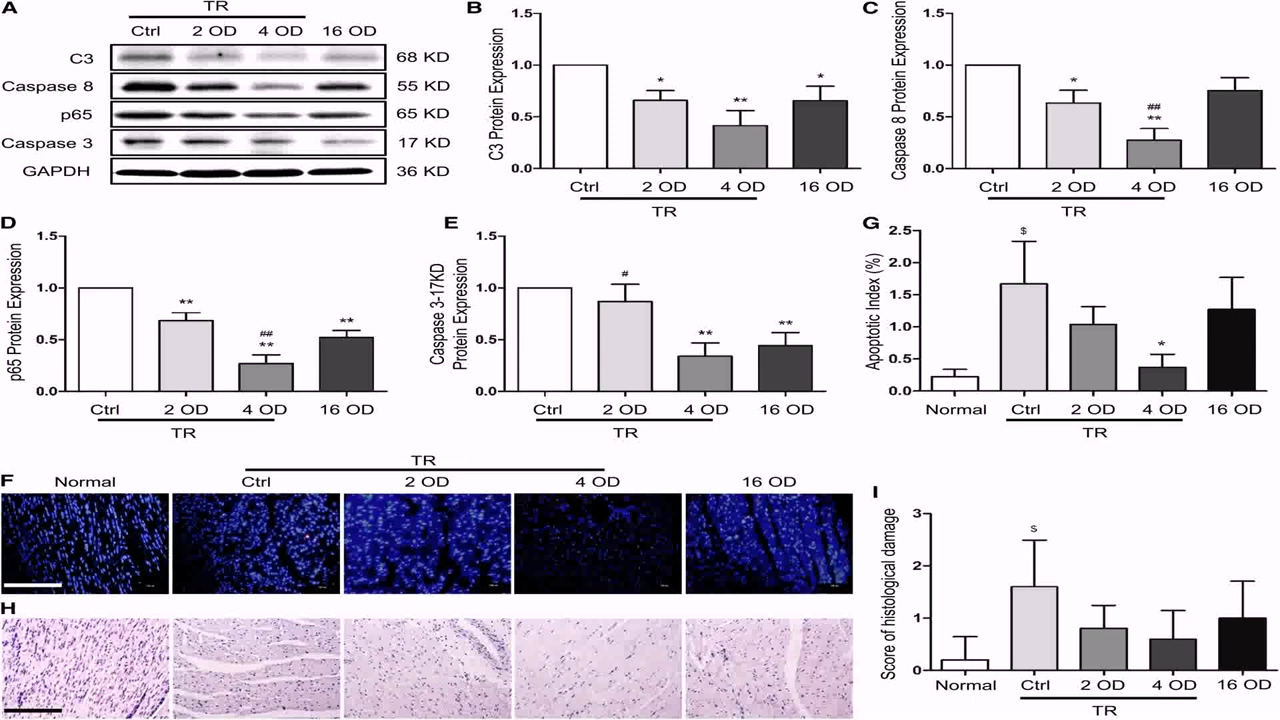 A
TR
Ctrl 2 OD 4 OD 16 OD
C3 68 KD
Caspase 8 55 KD
p65 65 KD
Caspase 3 17 KD
GAPDH 36 KD
B
C3 Protein Expression
1.5
1.0
0.5
0.0
*
**
*
Ctrl 2 OD 4 OD 16 OD
TR
C
Caspase 8 Protein Expression
1.5
1.0
0.5
0.0
*
##
**
Ctrl 2 OD 4 OD 16 OD
TR
D
p65 Protein Expression
1.5
1.0
0.5
0.0
**
##
**
**
Ctrl 2 OD 4 OD 16 OD
TR
E
Caspase 3-17KD
Protein Expression
1.5
1.0
0.5
0.0
#
**
**
Ctrl 2 OD 4 OD 16 OD
TR
G
Apoptotic Index (%)
2.5
2.0
1.5
1.0
0.5
0.0
$
*
Normal Ctrl 2 OD 4 OD 16 OD
TR
F
TR
Normal Ctrl 2 OD 4 OD 16 OD
H
I
Score of histological damage
3
2
1
0
$
Normal Ctrl 2 OD 4 OD 16 OD
TR